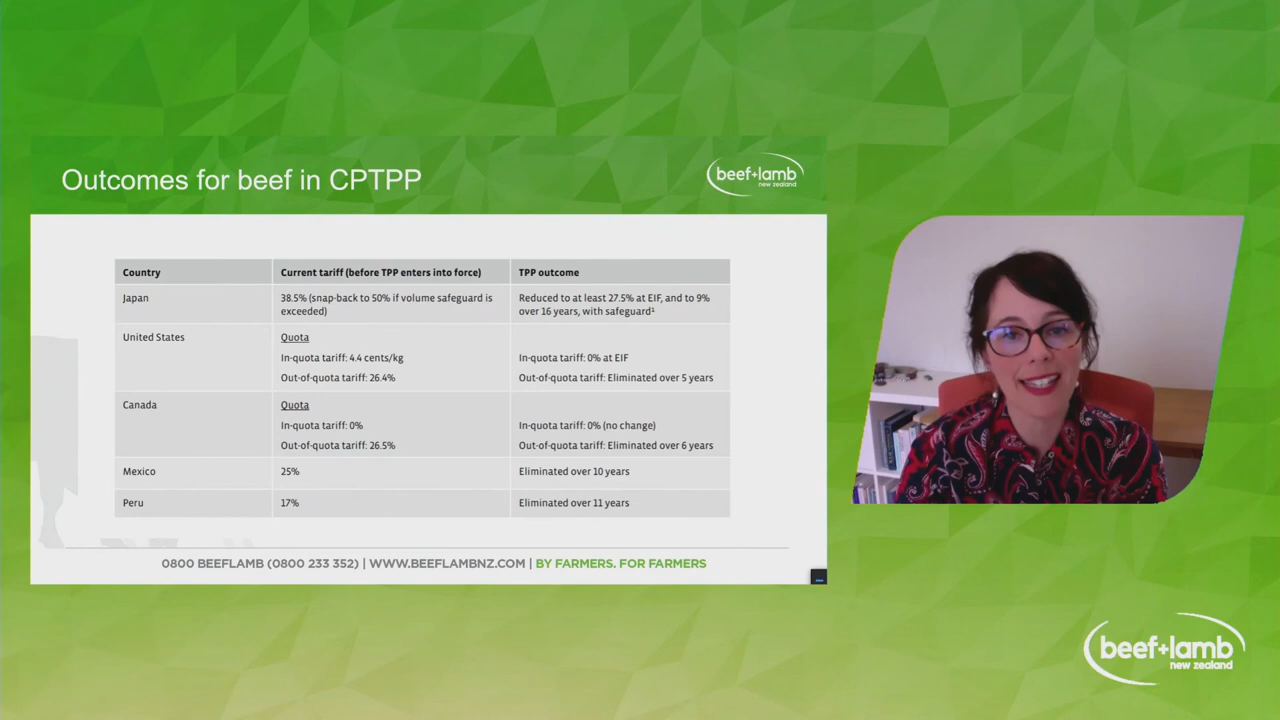 Outcomes for beef in CPTPP
beef+lamb
new zealand
Country Current tariff (before TPP enters into force) TPP outcome
Japan 38.5% (snap-back to 50% if volume safeguard is Reduced to at least 27.5% at EIF, and to 9%
exceeded) over 16 years, with safeguard¹
United States Quota
In-quota tariff: 4.4 cents/kg In-quota tariff: 0% at EIF
Out-of-quota tariff: 26.4% Out-of-quota tariff: Eliminated over 5 years
Canada Quota
In-quota tariff: 0% In-quota tariff: 0% (no change)
Out-of-quota tariff: 26.5% Out-of-quota tariff: Eliminated over 6 years
Mexico 25% Eliminated over 10 years
Peru 17% Eliminated over 11 years
0800 BEEFLAMB (0800 233 352) | WWW.BEEFLAMBNZ.COM | BY FARMERS. FOR FARMERS
beef+lamb
new zealand